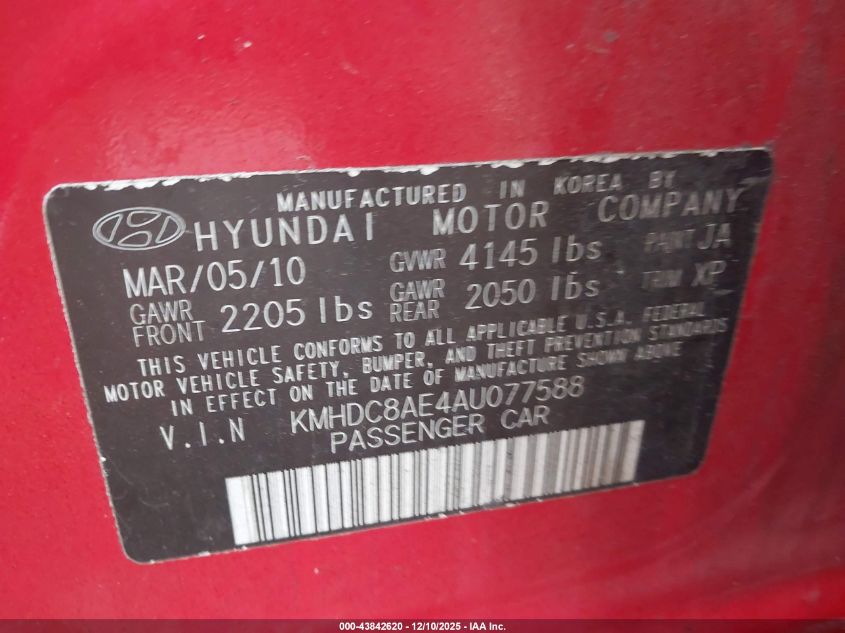 MANUFACTURED IN KOREA BY
HYUNDAI MOTOR COMPANY
MAR/05/10 GVWR 4145 lbs PAINT JA
GAWR FRONT 2205 lbs GAWR REAR 2050 lbs TRIM XP
THIS VEHICLE CONFORMS TO ALL APPLICABLE U.S.A. FEDERAL
MOTOR VEHICLE SAFETY, BUMPER, AND THEFT PREVENTION STANDARDS
IN EFFECT ON THE DATE OF MANUFACTURE SHOWN ABOVE
V.I.N KMHDC8AE4AU077588
PASSENGER CAR
000-43842620 - 12/10/2025 - IAA Inc.